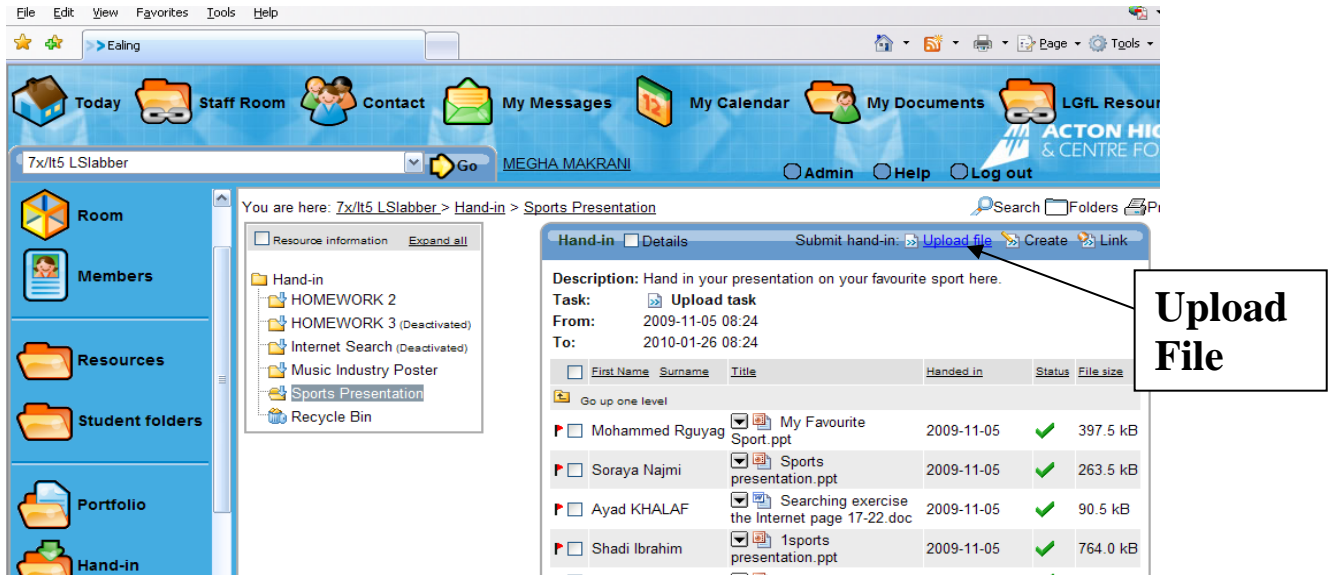 File Edit View Favorites Tools Help
>> Ealing
Page Tools
Today Staff Room Contact My Messages My Calendar My Documents LGfL Resour
ACTON HIG
& CENTRE FO
7x/It5 LSlabber Go MEGHA MAKRANI Admin Help Log out
Room
Members
Resources
Student folders
Portfolio
Hand-in
You are here: 7x/It5 LSlabber > Hand-in > Sports Presentation Search Folders Pr
Resource information Expand all
Hand-in
HOMEWORK 2
HOMEWORK 3 (Deactivated)
Internet Search (Deactivated)
Music Industry Poster
Sports Presentation
Recycle Bin
Hand-in Details Submit hand-in: Upload file Create Link
Description: Hand in your presentation on your favourite sport here.
Task: Upload task
From: 2009-11-05 08:24
To: 2010-01-26 08:24
First Name Surname Title Handed in Status File size
Go up one level
Mohammed Rguyag My Favourite
Sport.ppt 2009-11-05 397.5 kB
Soraya Najmi Sports
presentation.ppt 2009-11-05 263.5 kB
Ayad KHALAF Searching exercise
the Internet page 17-22.doc 2009-11-05 90.5 kB
Shadi Ibrahim 1sports
presentation.ppt 2009-11-05 764.0 kB
Upload
File